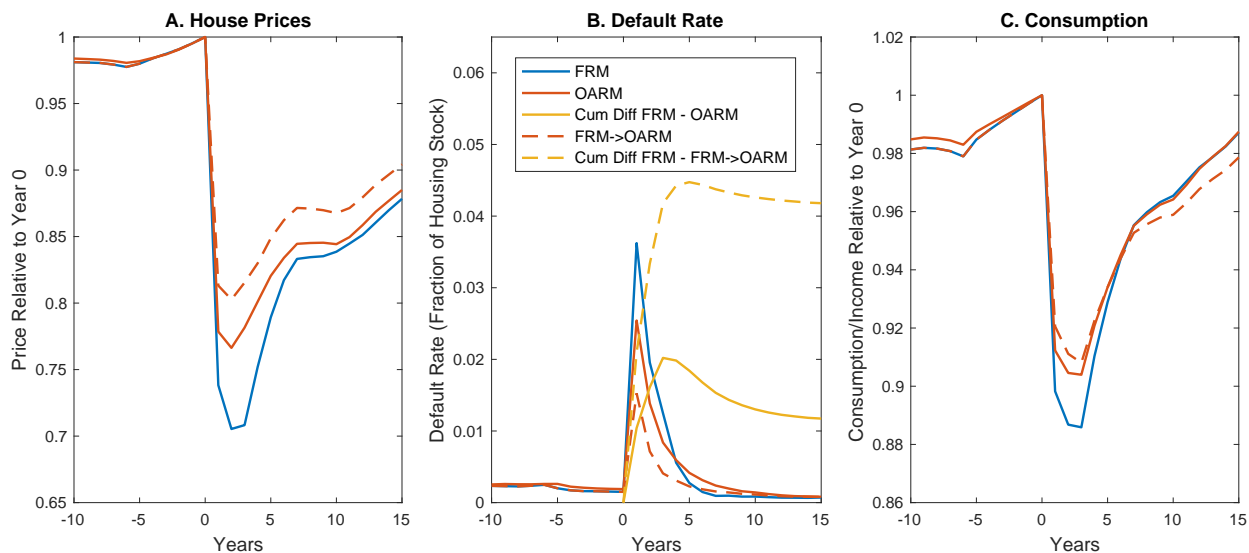 A. House Prices
Price Relative to Year 0
1
0.95
0.9
0.85
0.8
0.75
0.7
0.65
-10 -5 0 5 10 15
Years
B. Default Rate
Default Rate (Fraction of Housing Stock)
0.06
0.05
0.04
0.03
0.02
0.01
0
FRM
OARM
Cum Diff FRM - OARM
FRM->OARM
Cum Diff FRM - FRM->OARM
-10 -5 0 5 10 15
Years
C. Consumption
Consumption/Income Relative to Year 0
1.02
1
0.98
0.96
0.94
0.92
0.9
0.88
0.86
-10 -5 0 5 10 15
Years